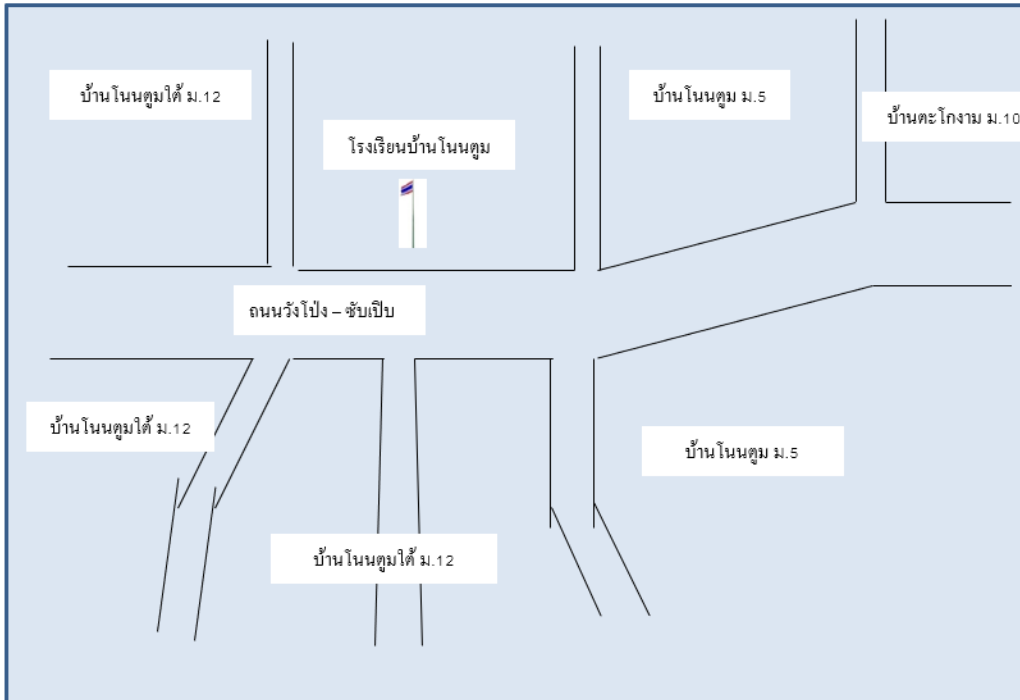 บ้านโนนตูมใต้ ม.12
บ้านโนนตูม ม.5
บ้านตะโกงาม ม.10
โรงเรียนบ้านโนนตูม
ถนนวังโป่ง – ซับเปิบ
บ้านโนนตูมใต้ ม.12
บ้านโนนตูม ม.5
บ้านโนนตูมใต้ ม.12